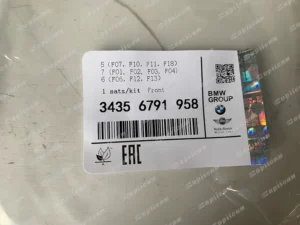 5 (F07, F10, F11, F18)
7 (F01, F02, F03, F04)
6 (F06, F12, F13)
1 sats/kit front
3435 6791 958
BMW
GROUP
EAC